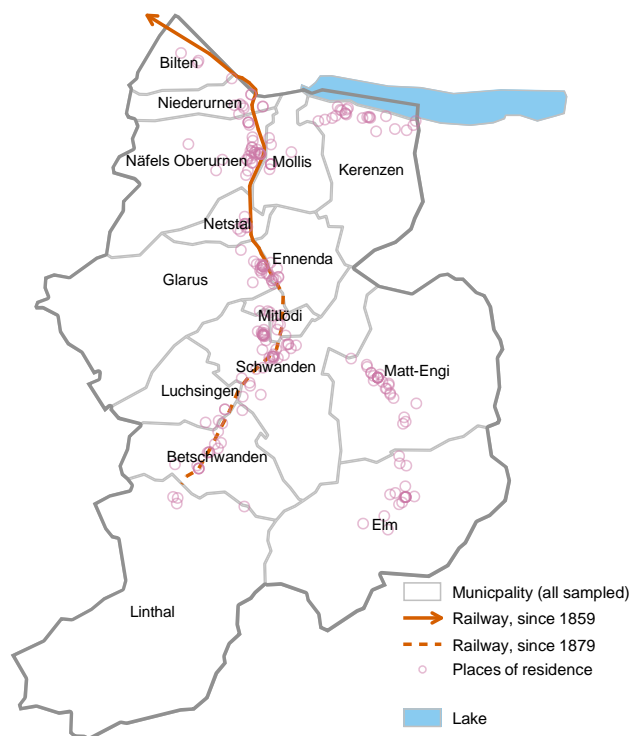 Bilten
Niederurnen
Näfels Oberurnen
Mollis
Kerenzen
Netstal
Ennenda
Glarus
Mitlödi
Schwanden
Matt-Engi
Luchsingen
Betschwanden
Elm
Linthal
Municpality (all sampled)
Railway, since 1859
Railway, since 1879
Places of residence
Lake